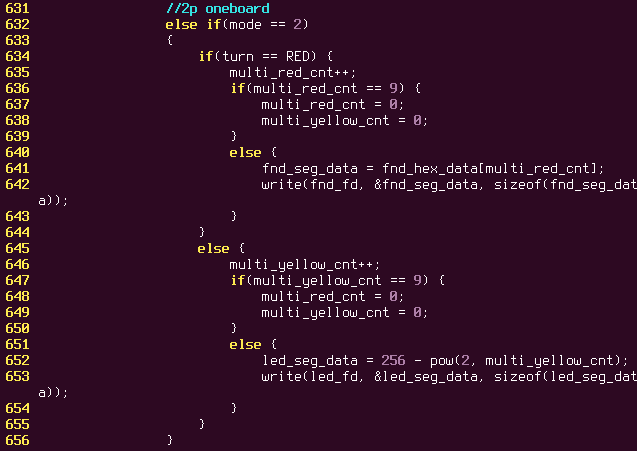 631                 //2p oneboard
632                 else if(mode == 2)
633                 {
634                     if(turn == RED) {
635                         multi_red_cnt++;
636                         if(multi_red_cnt == 9) {
637                             multi_red_cnt = 0;
638                             multi_yellow_cnt = 0;
639                         }
640                         else {
641                             fnd_seg_data = fnd_hex_data[multi_red_cnt];
642                             write(fnd_fd, &fnd_seg_data, sizeof(fnd_seg_dat
    a));
643                         }
644                     }
645                     else {
646                         multi_yellow_cnt++;
647                         if(multi_yellow_cnt == 9) {
648                             multi_red_cnt = 0;
649                             multi_yellow_cnt = 0;
650                         }
651                         else {
652                             led_seg_data = 256 - pow(2, multi_yellow_cnt);
653                             write(led_fd, &led_seg_data, sizeof(led_seg_dat
    a));
654                         }
655                     }
656                 }